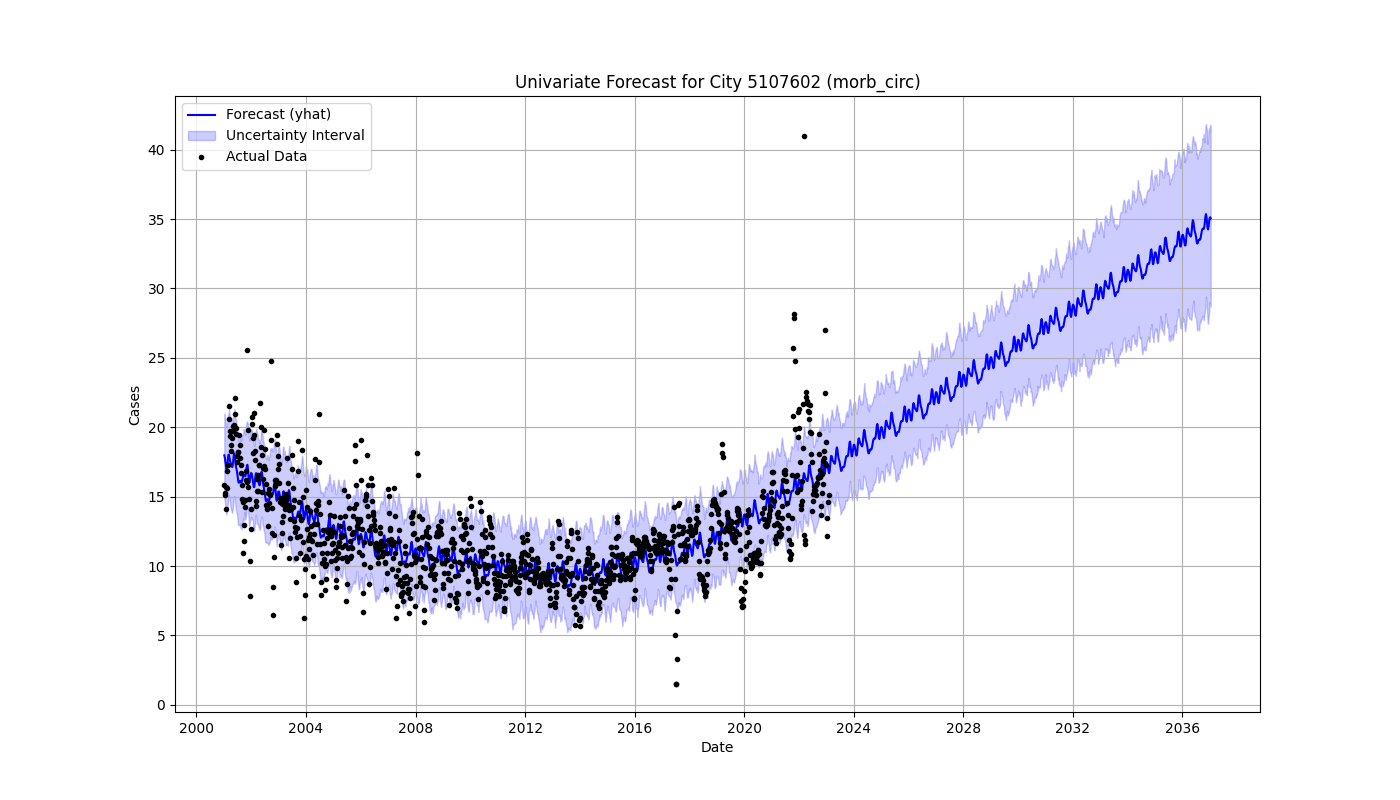 Univariate Forecast for City 5107602 (morb_circ)
Forecast (yhat)
Uncertainty Interval
Actual Data
40
35
30
25
20
15
10
5
0
Cases
2000 2004 2008 2012 2016 2020 2024 2028 2032 2036
Date